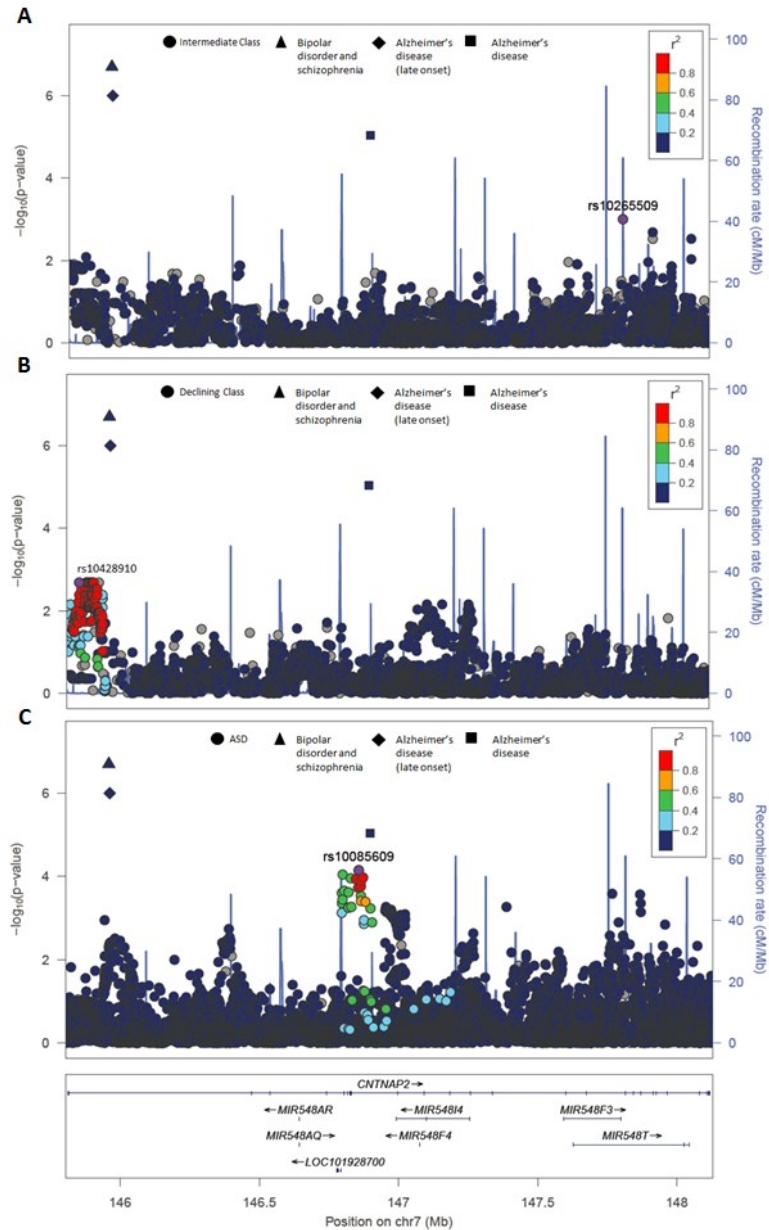 A
Intermediate Class
Bipolar
disorder and
schizophrenia
Alzheimer's
disease
(late onset)
Alzheimer's
disease
r2
0.8
0.6
0.4
0.2
rs10265509
−log10(p-value)
6
4
2
0
100
80
60
40
20
0
Recombination rate (cM/Mb)
B
Declining Class
Bipolar
disorder and
schizophrenia
Alzheimer's
disease
(late onset)
Alzheimer's
disease
r2
0.8
0.6
0.4
0.2
rs10428910
−log10(p-value)
6
4
2
0
100
80
60
40
20
0
Recombination rate (cM/Mb)
C
ASD
Bipolar
disorder and
schizophrenia
Alzheimer's
disease
(late onset)
Alzheimer's
disease
r2
0.8
0.6
0.4
0.2
rs10085609
−log10(p-value)
6
4
2
0
100
80
60
40
20
0
Recombination rate (cM/Mb)
CNTNAP2→
←MIR548AR
←MIR548I4
MIR548F3→
MIR548AQ→
←MIR548F4
MIR548T→
←LOC101928700
146
146.5
147
147.5
148
Position on chr7 (Mb)